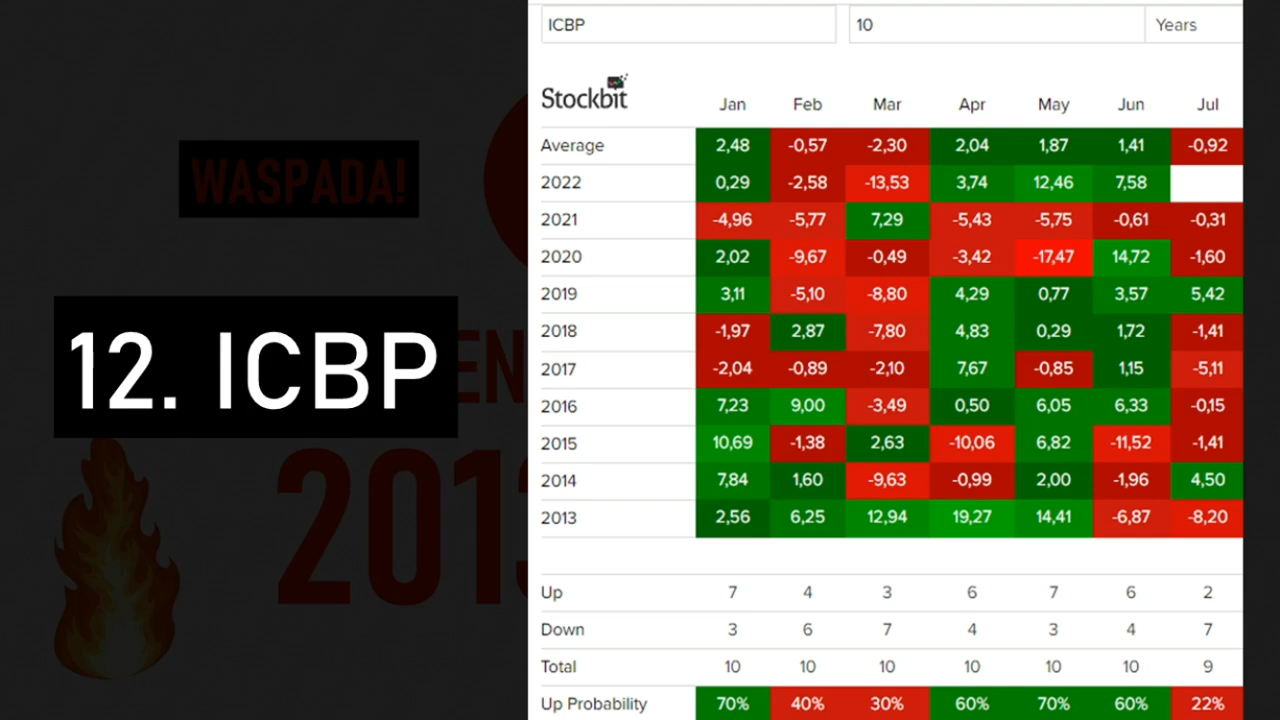 ICBP 10 Years
Stockbit Jan Feb Mar Apr May Jun Jul
Average 2,48 -0,57 -2,30 2,04 1,87 1,41 -0,92
2022 0,29 -2,58 -13,53 3,74 12,46 7,58
2021 -4,96 -5,77 7,29 -5,43 -5,75 -0,61 -0,31
2020 2,02 -9,67 -0,49 -3,42 -17,47 14,72 -1,60
2019 3,11 -5,10 -8,80 4,29 0,77 3,57 5,42
2018 -1,97 2,87 -7,80 4,83 0,29 1,72 -1,41
2017 -2,04 -0,89 -2,10 7,67 -0,85 1,15 -5,11
2016 7,23 9,00 -3,49 0,50 6,05 6,33 -0,15
2015 10,69 -1,38 2,63 -10,06 6,82 -11,52 -1,41
2014 7,84 1,60 -9,63 -0,99 2,00 -1,96 4,50
2013 2,56 6,25 12,94 19,27 14,41 -6,87 -8,20
Up 7 4 3 6 7 6 2
Down 3 6 7 4 3 4 7
Total 10 10 10 10 10 10 9
Up Probability 70% 40% 30% 60% 70% 60% 22%
WASPADA!
12. ICBP
2013